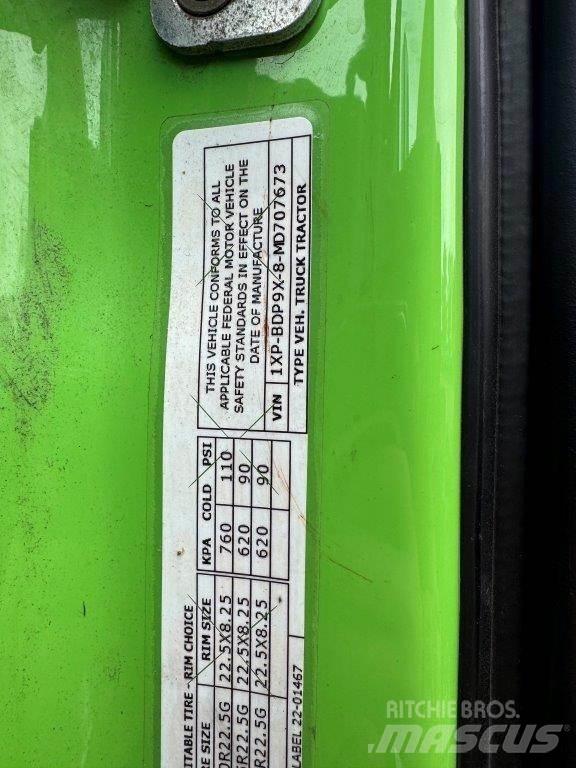 THIS VEHICLE CONFORMS TO ALL
APPLICABLE FEDERAL MOTOR VEHICLE
SAFETY STANDARDS IN EFFECT ON THE
DATE OF MANUFACTURE
VIN 1XP-BDP9X-8-MD707673
TYPE VEH. TRUCK TRACTOR
ITABLE TIRE - RIM CHOICE
E SIZE RIM SIZE KPA COLD PSI
R22.5G 22.5X8.25 760 110
R22.5G 22.5X8.25 620 90
R22.5G 22.5X8.25 620 90
LABEL 22-01467
RITCHIE BROS.
MASCUS